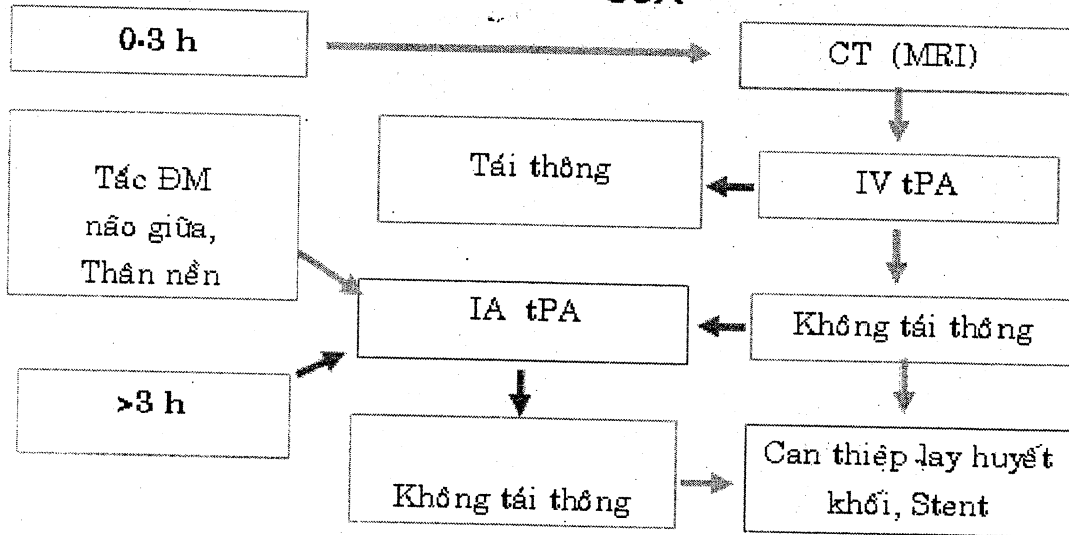 0-3 h
CT (MRI)
Tắc ĐM
não giữa,
Thân nền
Tái thông
IV tPA
IA tPA
Không tái thông
>3 h
Không tái thông
Can thiệp lay huyết
khối, Stent